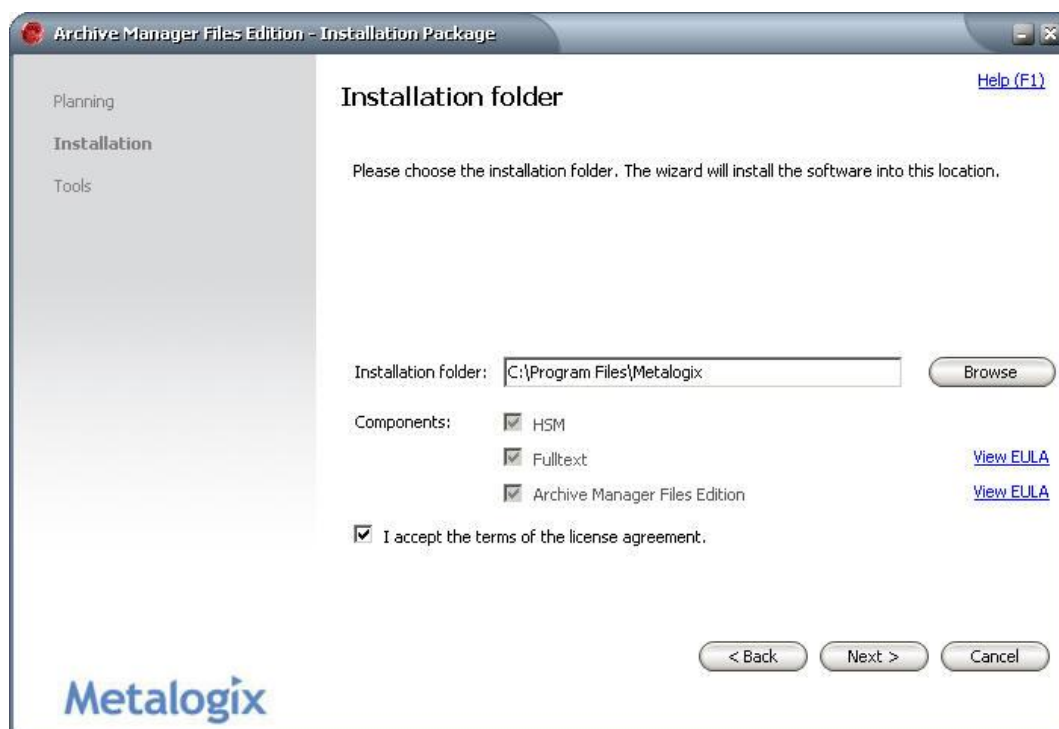 Archive Manager Files Edition - Installation Package
Help (F1)
Planning
Installation
Tools
Installation folder
Please choose the installation folder. The wizard will install the software into this location.
Installation folder: C:\Program Files\Metalogix Browse
Components: HSM
Fulltext View EULA
Archive Manager Files Edition View EULA
I accept the terms of the license agreement.
< Back Next > Cancel
Metalogix